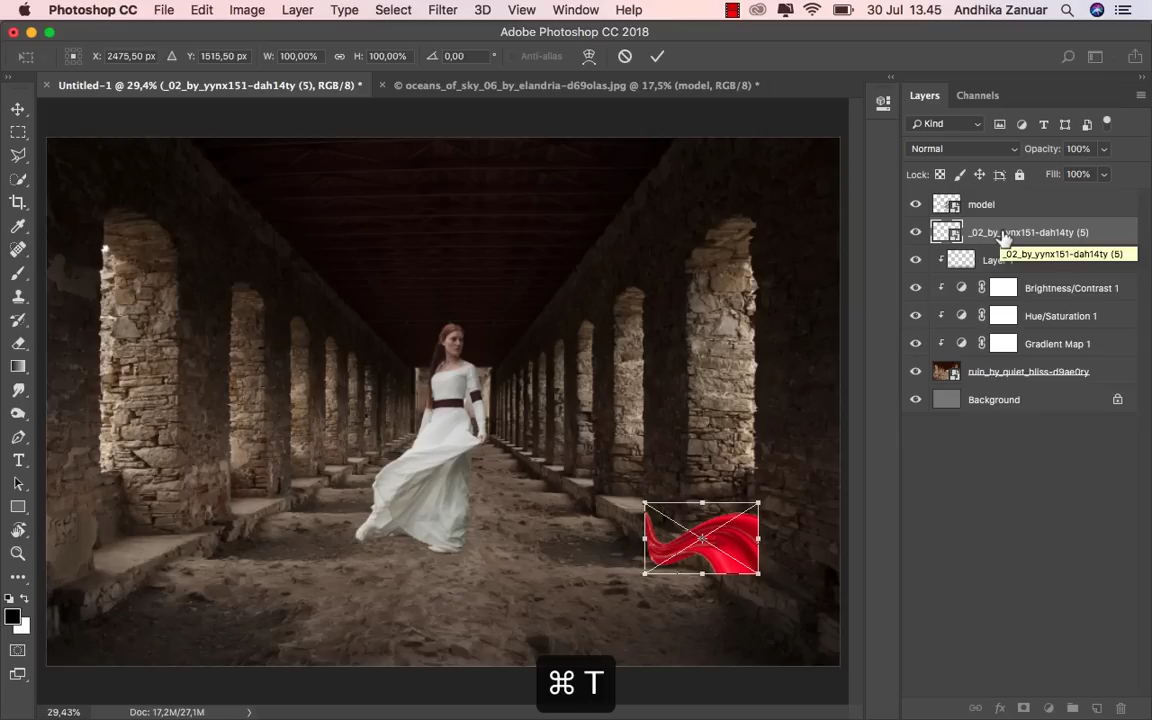 Photoshop CC File Edit Image Layer Type Select Filter 3D View Window Help 30 Jul 13.45 Andhika Zanuar
Adobe Photoshop CC 2018
X: 2475,50 px Y: 1515,50 px W: 100,00% H: 100,00% 0,00 ° Anti-alias
Untitled-1 @ 29,4% (_02_by_yynx151-dah14ty (5), RGB/8) * © oceans_of_sky_06_by_elandria-d69olas.jpg @ 17,5% (model, RGB/8) *
Layers Channels
Kind
Normal Opacity: 100%
Lock: Fill: 100%
model
_02_by_yynx151-dah14ty (5)
_02_by_yynx151-dah14ty (5)
Brightness/Contrast 1
Hue/Saturation 1
Gradient Map 1
ruin_by_quiet_bliss-d9ae0ry
Background
⌘ T
29,43% Doc: 17,2M/27,1M